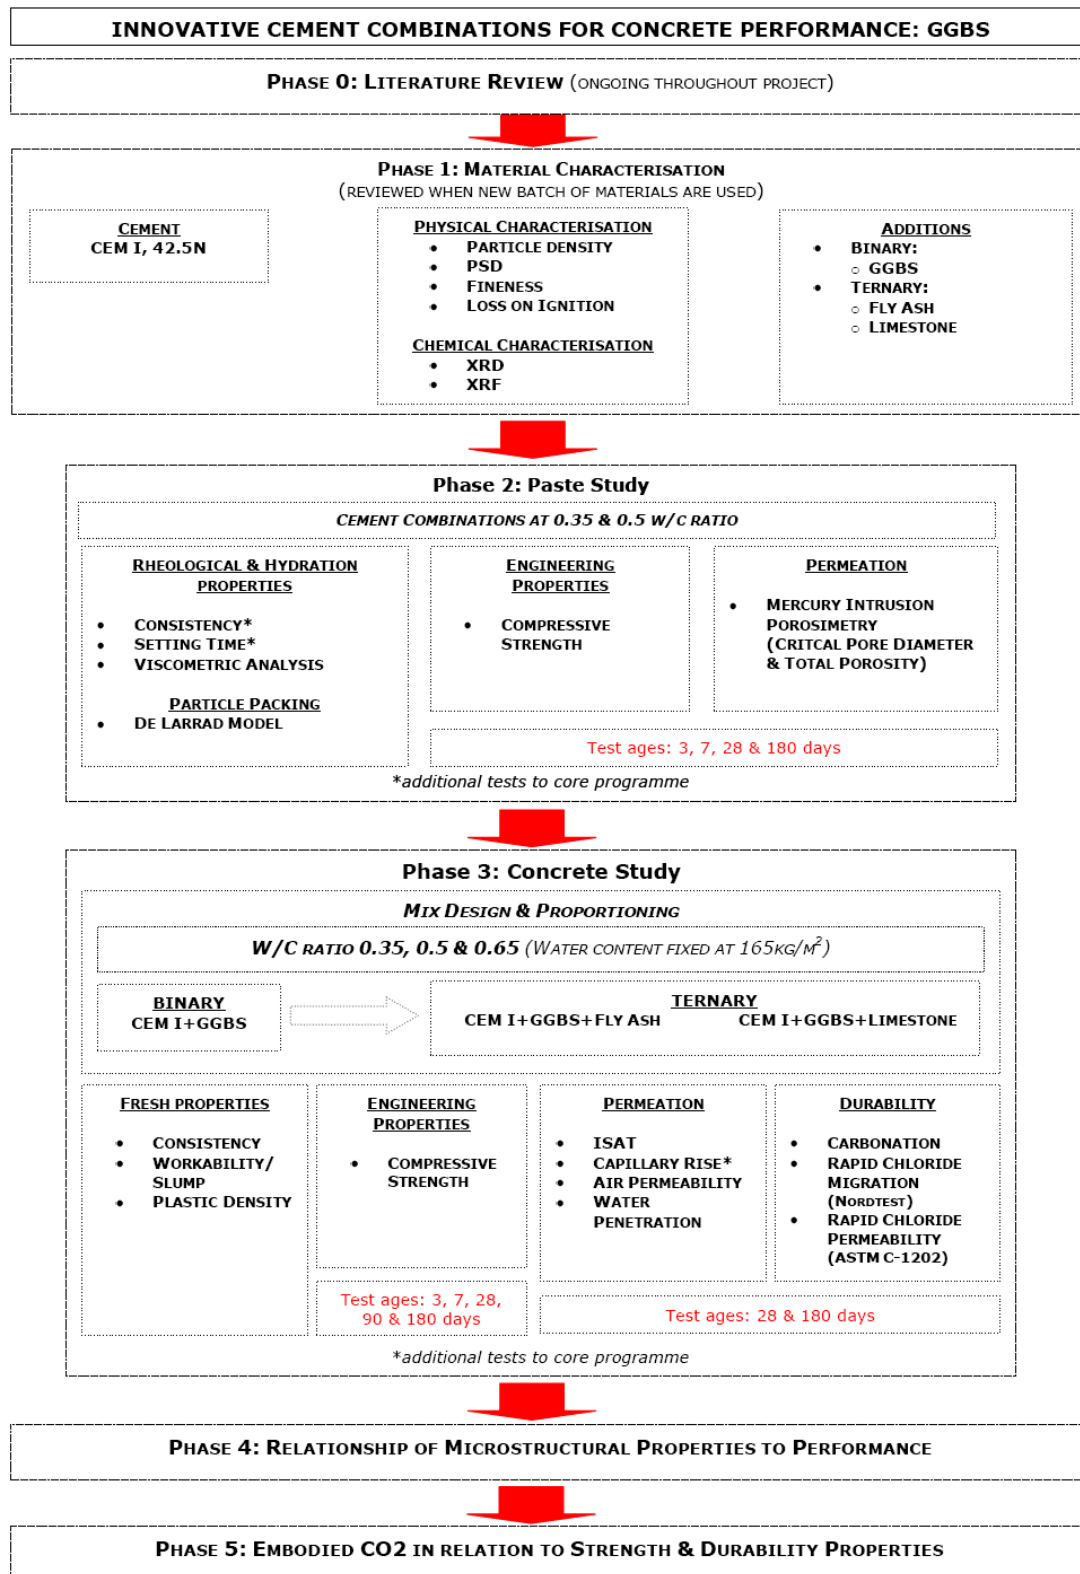 INNOVATIVE CEMENT COMBINATIONS FOR CONCRETE PERFORMANCE: GGBS
PHASE 0: LITERATURE REVIEW (ONGOING THROUGHOUT PROJECT)
PHASE 1: MATERIAL CHARACTERISATION
(REVIEWED WHEN NEW BATCH OF MATERIALS ARE USED)
CEMENT
CEM I, 42.5N
PHYSICAL CHARACTERISATION
• PARTICLE DENSITY
• PSD
• FINENESS
• LOSS ON IGNITION
CHEMICAL CHARACTERISATION
• XRD
• XRF
ADDITIONS
• BINARY:
o GGBS
• TERNARY:
o FLY ASH
o LIMESTONE
Phase 2: Paste Study
CEMENT COMBINATIONS AT 0.35 & 0.5 W/C RATIO
RHEOLOGICAL & HYDRATION
PROPERTIES
• CONSISTENCY*
• SETTING TIME*
• VISCOMETRIC ANALYSIS
PARTICLE PACKING
• DE LARRAD MODEL
ENGINEERING
PROPERTIES
• COMPRESSIVE
STRENGTH
PERMEATION
• MERCURY INTRUSION
POROSIMETRY
(CRITCAL PORE DIAMETER
& TOTAL POROSITY)
Test ages: 3, 7, 28 & 180 days
*additional tests to core programme
Phase 3: Concrete Study
MIX DESIGN & PROPORTIONING
W/C RATIO 0.35, 0.5 & 0.65 (WATER CONTENT FIXED AT 165KG/M²)
BINARY
CEM I+GGBS
TERNARY
CEM I+GGBS+FLY ASH CEM I+GGBS+LIMESTONE
FRESH PROPERTIES
• CONSISTENCY
• WORKABILITY/
SLUMP
• PLASTIC DENSITY
ENGINEERING
PROPERTIES
• COMPRESSIVE
STRENGTH
PERMEATION
• ISAT
• CAPILLARY RISE*
• AIR PERMEABILITY
• WATER
PENETRATION
DURABILITY
• CARBONATION
• RAPID CHLORIDE
MIGRATION
(NORDTEST)
• RAPID CHLORIDE
PERMEABILITY
(ASTM C-1202)
Test ages: 3, 7, 28,
90 & 180 days
Test ages: 28 & 180 days
*additional tests to core programme
PHASE 4: RELATIONSHIP OF MICROSTRUCTURAL PROPERTIES TO PERFORMANCE
PHASE 5: EMBODIED CO2 IN RELATION TO STRENGTH & DURABILITY PROPERTIES